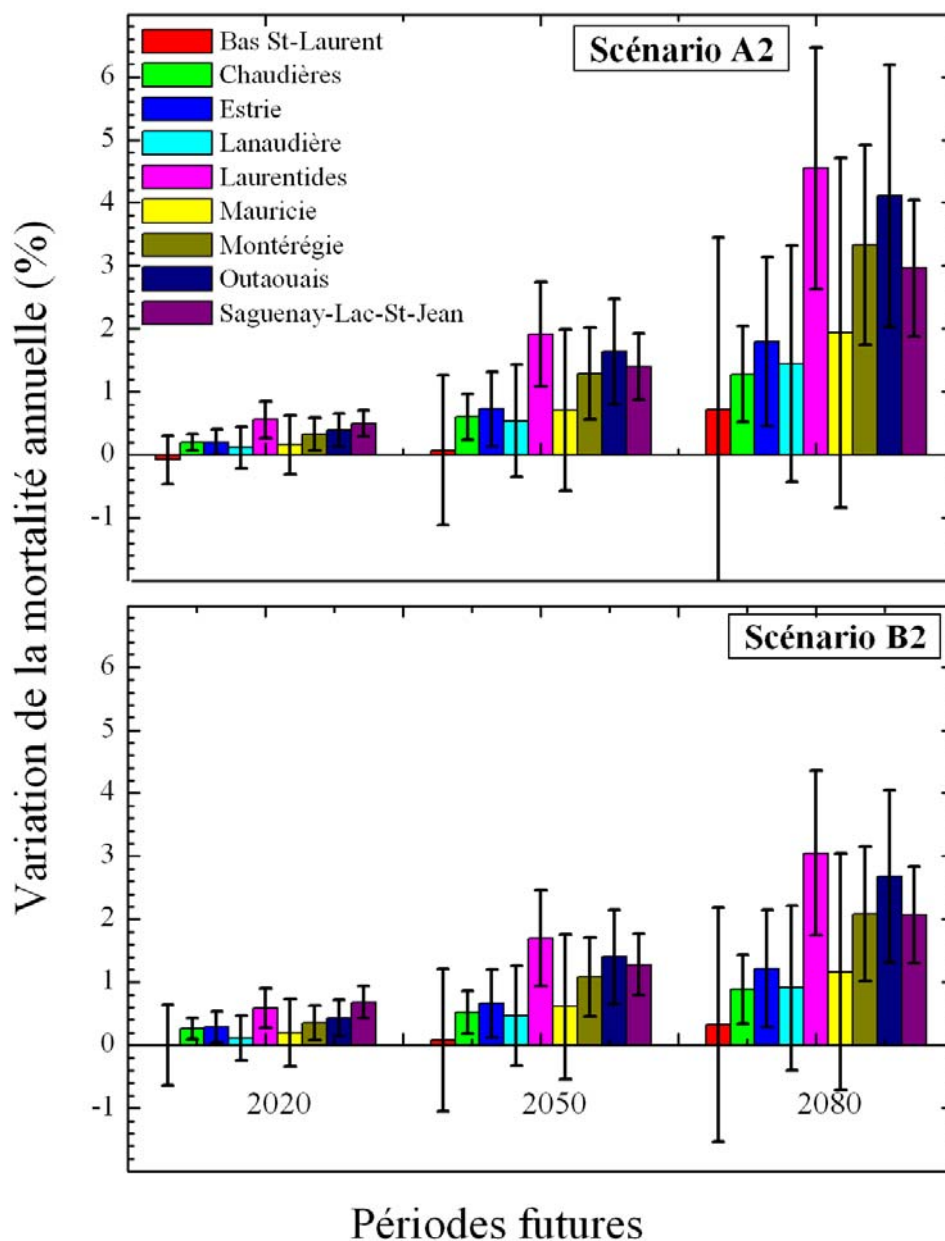 Variation de la mortalité annuelle (%)
Scénario A2
Bas St-Laurent
Chaudières
Estrie
Lanaudière
Laurentides
Mauricie
Montérégie
Outaouais
Saguenay-Lac-St-Jean
6
5
4
3
2
1
0
-1
Scénario B2
6
5
4
3
2
1
0
-1
2020 2050 2080
Périodes futures